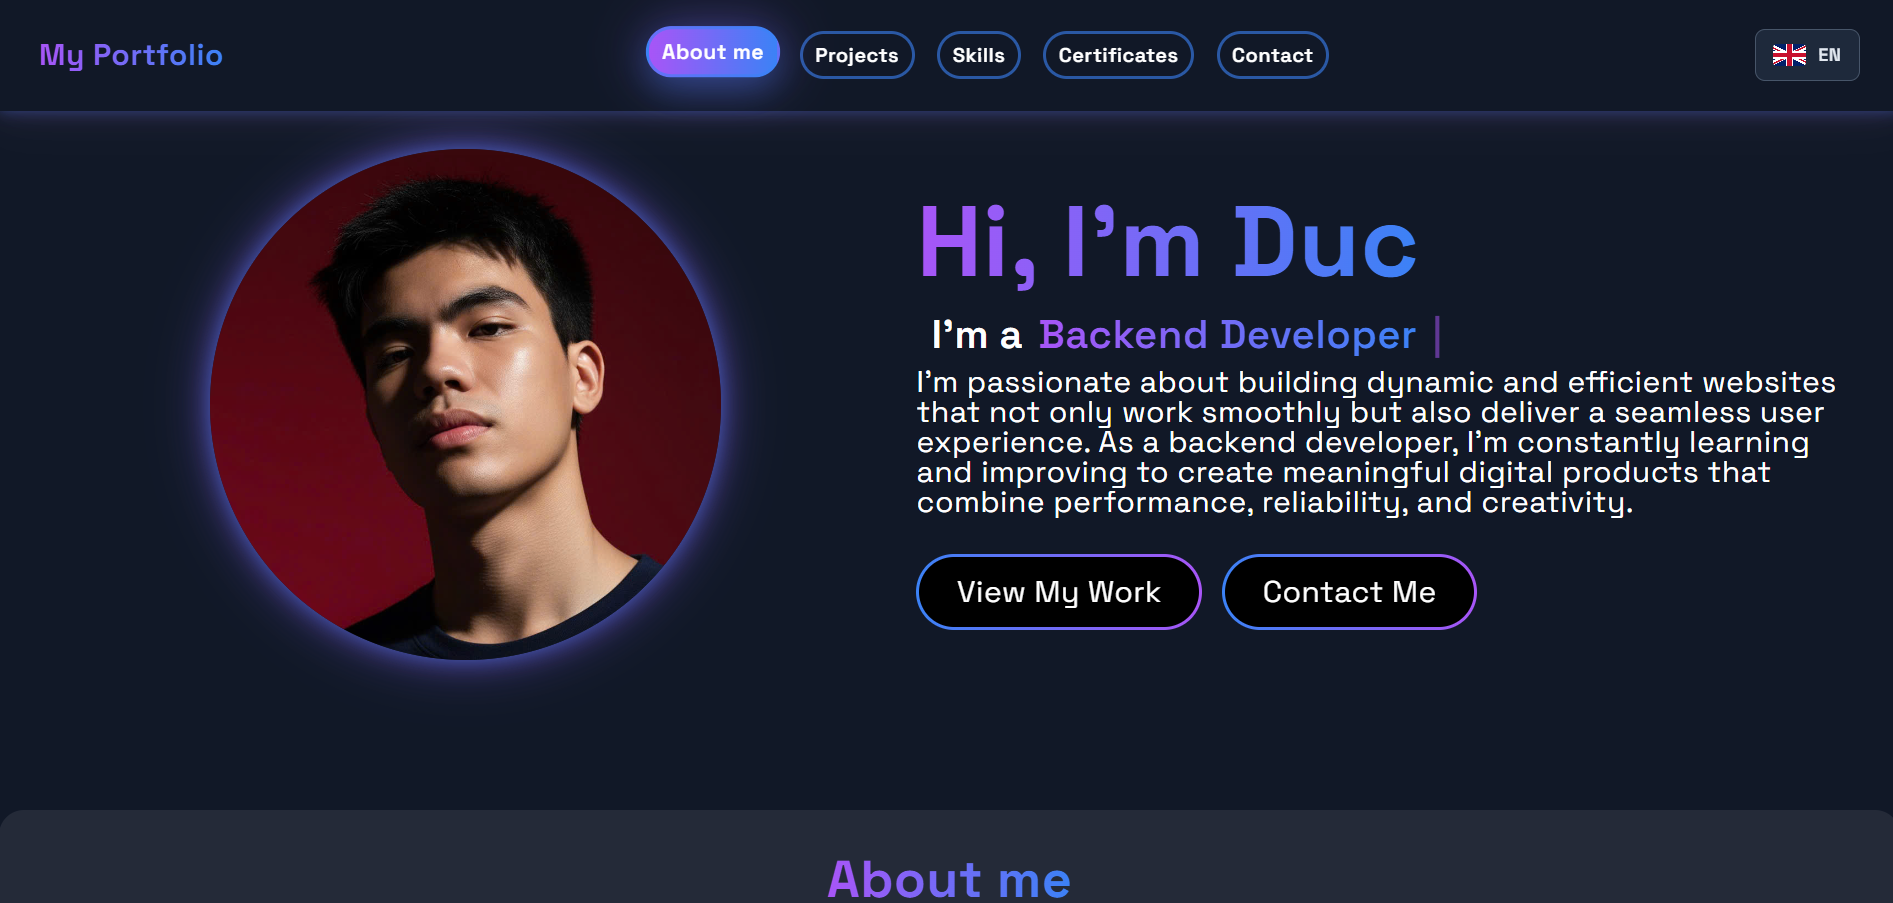 My Portfolio
About me
Projects
Skills
Certificates
Contact
EN
Hi, I'm Duc
I'm a Backend Developer |
I'm passionate about building dynamic and efficient websites
that not only work smoothly but also deliver a seamless user
experience. As a backend developer, I'm constantly learning
and improving to create meaningful digital products that
combine performance, reliability, and creativity.
View My Work
Contact Me
About me